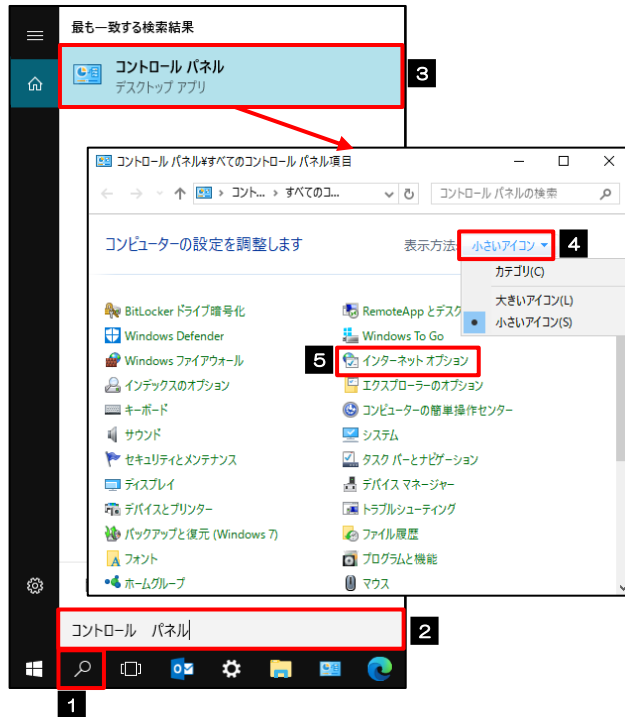 最も一致する検索結果
コントロール パネル
デスクトップ アプリ
3
コントロール パネル¥すべてのコントロール パネル項目
コント... › すべてのコ...
コントロール パネルの検索
コンピューターの設定を調整します
表示方法:
小さいアイコン
4
カテゴリ(C)
大きいアイコン(L)
小さいアイコン(S)
BitLocker ドライブ暗号化
RemoteApp とデスク
Windows Defender
Windows To Go
Windows ファイアウォール
5
インターネット オプション
インデックスのオプション
エクスプローラーのオプション
キーボード
コンピューターの簡単操作センター
サウンド
システム
セキュリティとメンテナンス
タスク バーとナビゲーション
ディスプレイ
デバイス マネージャー
デバイスとプリンター
トラブルシューティング
バックアップと復元 (Windows 7)
ファイル履歴
フォント
プログラムと機能
ホームグループ
マウス
コントロール　パネル
2
1